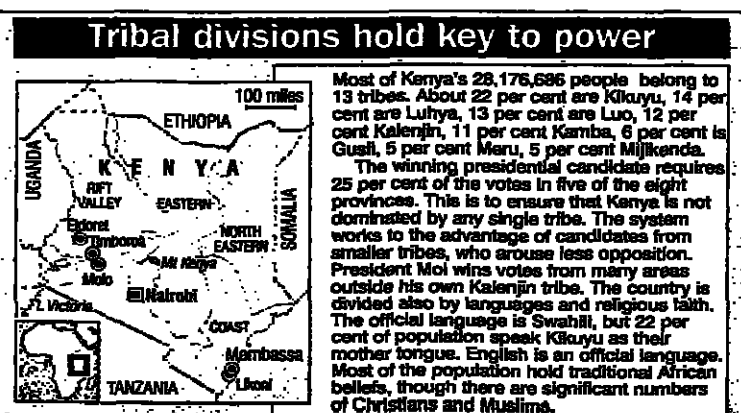 Tribal divisions hold key to power
100 miles
ETHIOPIA
UGANDA
KENYA
RIFT
VALLEY
EASTERN
SOMALIA
NORTH
EASTERN
Eldoret
Timboroa
Molo
Mt Kenya
L Victoria
Nairobi
COAST
Mombassa
Likoni
TANZANIA
Most of Kenya's 28,176,686 people belong to
13 tribes. About 22 per cent are Kikuyu, 14 per
cent are Luhya, 13 per cent are Luo, 12 per
cent Kalenjin, 11 per cent Kamba, 6 per cent is
Gusii, 5 per cent Meru, 5 per cent Mijikenda.
The winning presidential candidate requires
25 per cent of the votes in five of the eight
provinces. This is to ensure that Kenya is not
dominated by any single tribe. The system
works to the advantage of candidates from
smaller tribes, who arouse less opposition.
President Moi wins votes from many areas
outside his own Kalenjin tribe. The country is
divided also by languages and religious faith.
The official language is Swahili, but 22 per
cent of population speak Kikuyu as their
mother tongue. English is an official language.
Most of the population hold traditional African
beliefs, though there are significant numbers
of Christians and Muslims.